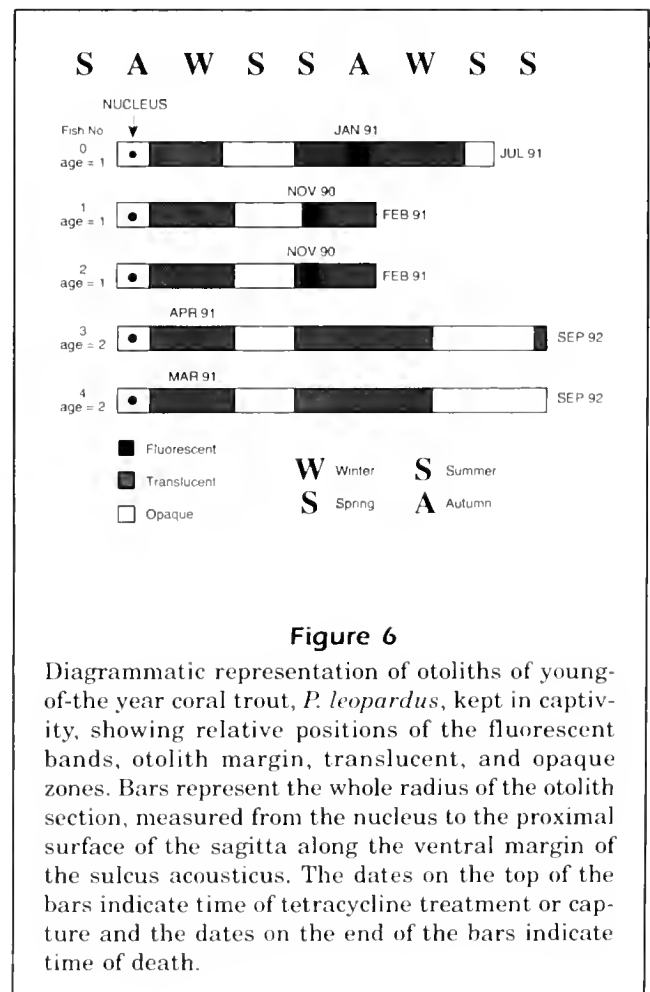 S A W S S A W S S
NUCLEUS
Fish No
0 JAN 91
age = 1 JUL 91
1 NOV 90
age = 1 FEB 91
2 NOV 90
age = 1 FEB 91
3 APR 91
age = 2 SEP 92
4 MAR 91
age = 2 SEP 92
Fluorescent
Translucent
Opaque
W Winter S Summer
S Spring A Autumn
Figure 6
Diagrammatic representation of otoliths of young-
of-the year coral trout, P. leopardus, kept in captiv-
ity, showing relative positions of the fluorescent
bands, otolith margin, translucent, and opaque
zones. Bars represent the whole radius of the otolith
section, measured from the nucleus to the proximal
surface of the sagitta along the ventral margin of
the sulcus acousticus. The dates on the top of the
bars indicate time of tetracycline treatment or cap-
ture and the dates on the end of the bars indicate
time of death.